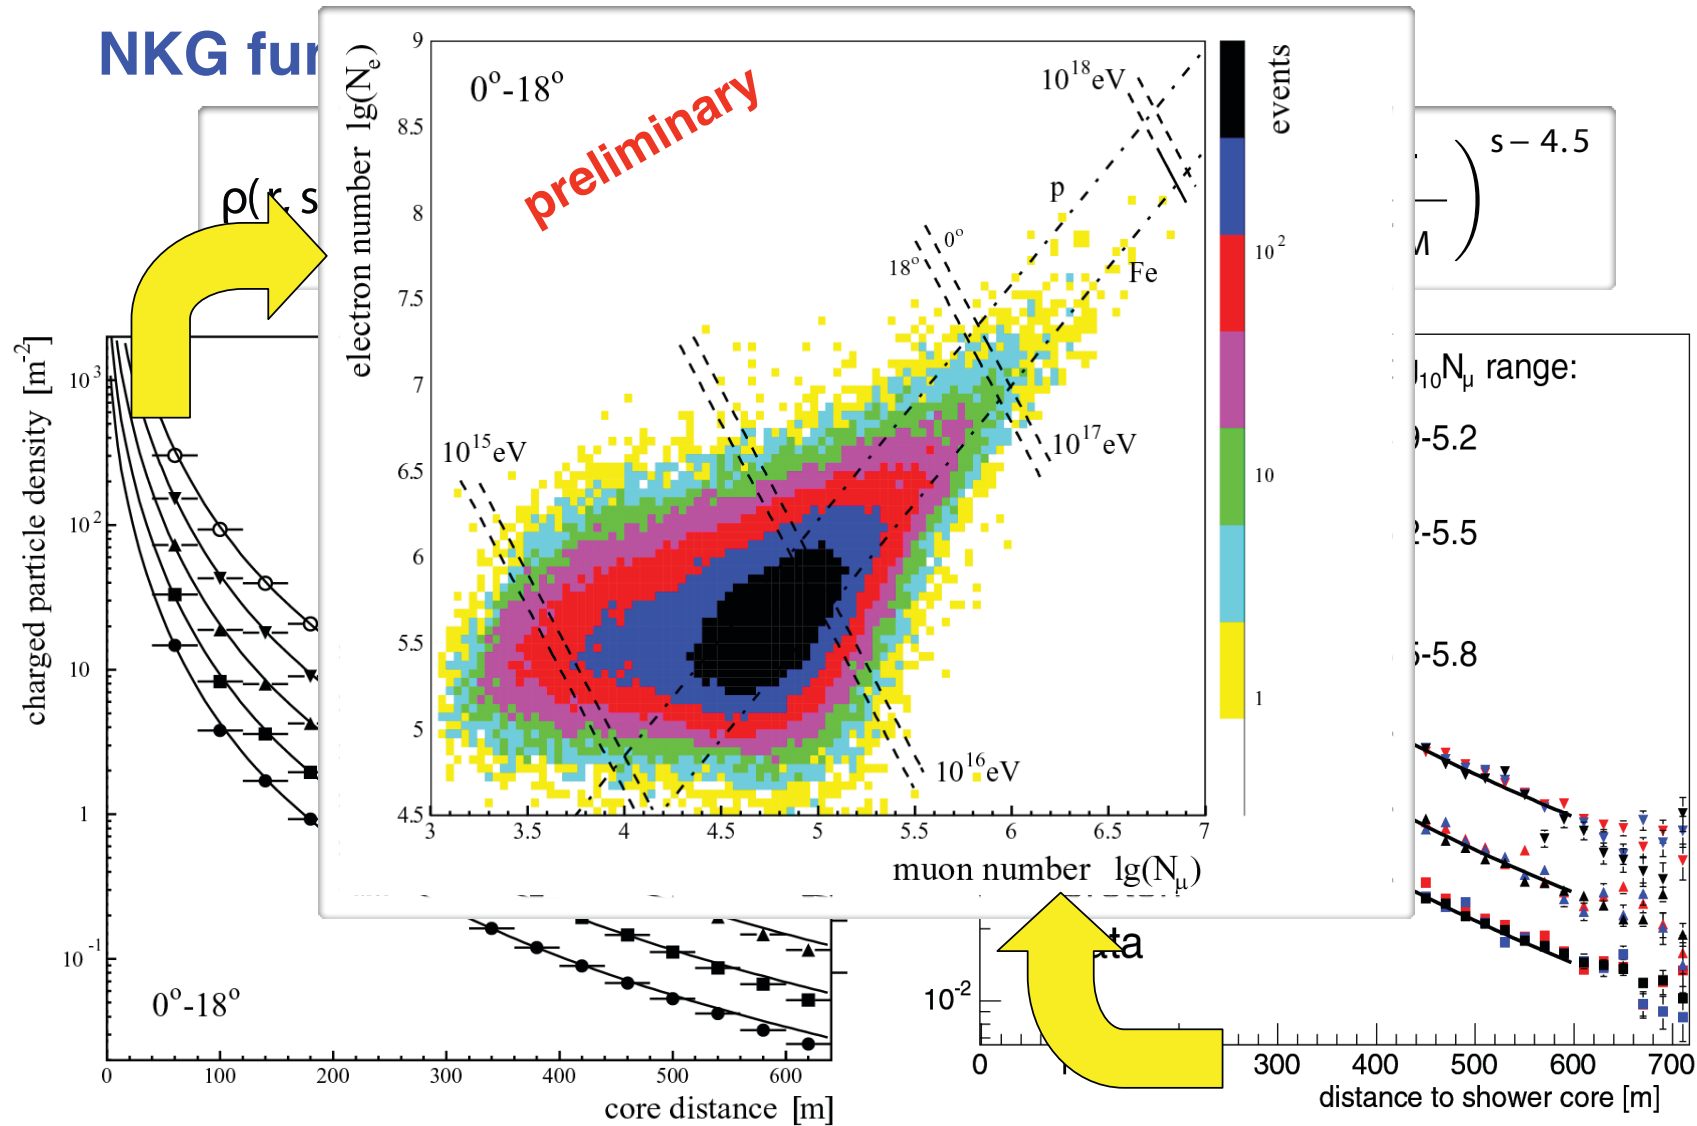 NKG fur
ρ(r, s
s – 4.5
M
0°-18°
preliminary
electron number lg(Nₑ)
9
8.5
8
7.5
7
6.5
6
5.5
5
4.5
3
3.5
4
4.5
5
5.5
6
6.5
7
muon number lg(N_μ)
10¹⁵eV
10¹⁶eV
10¹⁷eV
10¹⁸eV
0°
18°
p
Fe
events
10²
10
1
charged particle density [m⁻²]
10³
10²
10
1
10⁻¹
0°-18°
0
100
200
300
400
500
600
core distance [m]
₁₀N_μ range:
-5.2
-5.5
-5.8
ata
10⁻²
0
300
400
500
600
700
distance to shower core [m]